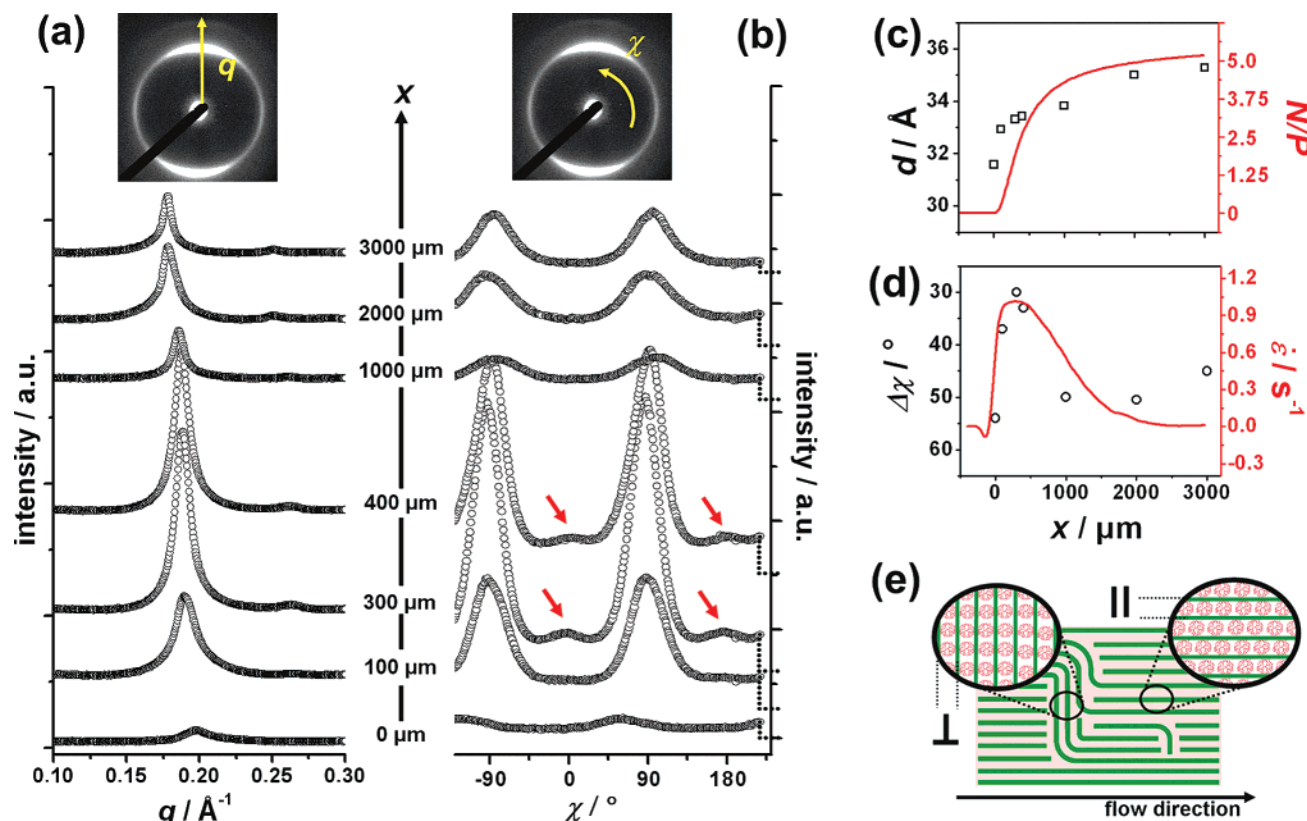 (a)
q
x
3000 µm
2000 µm
1000 µm
400 µm
300 µm
100 µm
0 µm
intensity / a.u.
0.10 0.15 0.20 0.25 0.30
q / Å⁻¹
(b)
χ
intensity / a.u.
-90 0 90 180
χ / °
(c)
36
34
32
30
d / Å
5.0
3.75
2.5
1.25
0
N/P
(d)
30
40
50
60
Δχ / °
1.2
0.9
0.6
0.3
0.0
-0.3
ε̇ / s⁻¹
0 1000 2000 3000
x / µm
(e)
||
⊥
flow direction